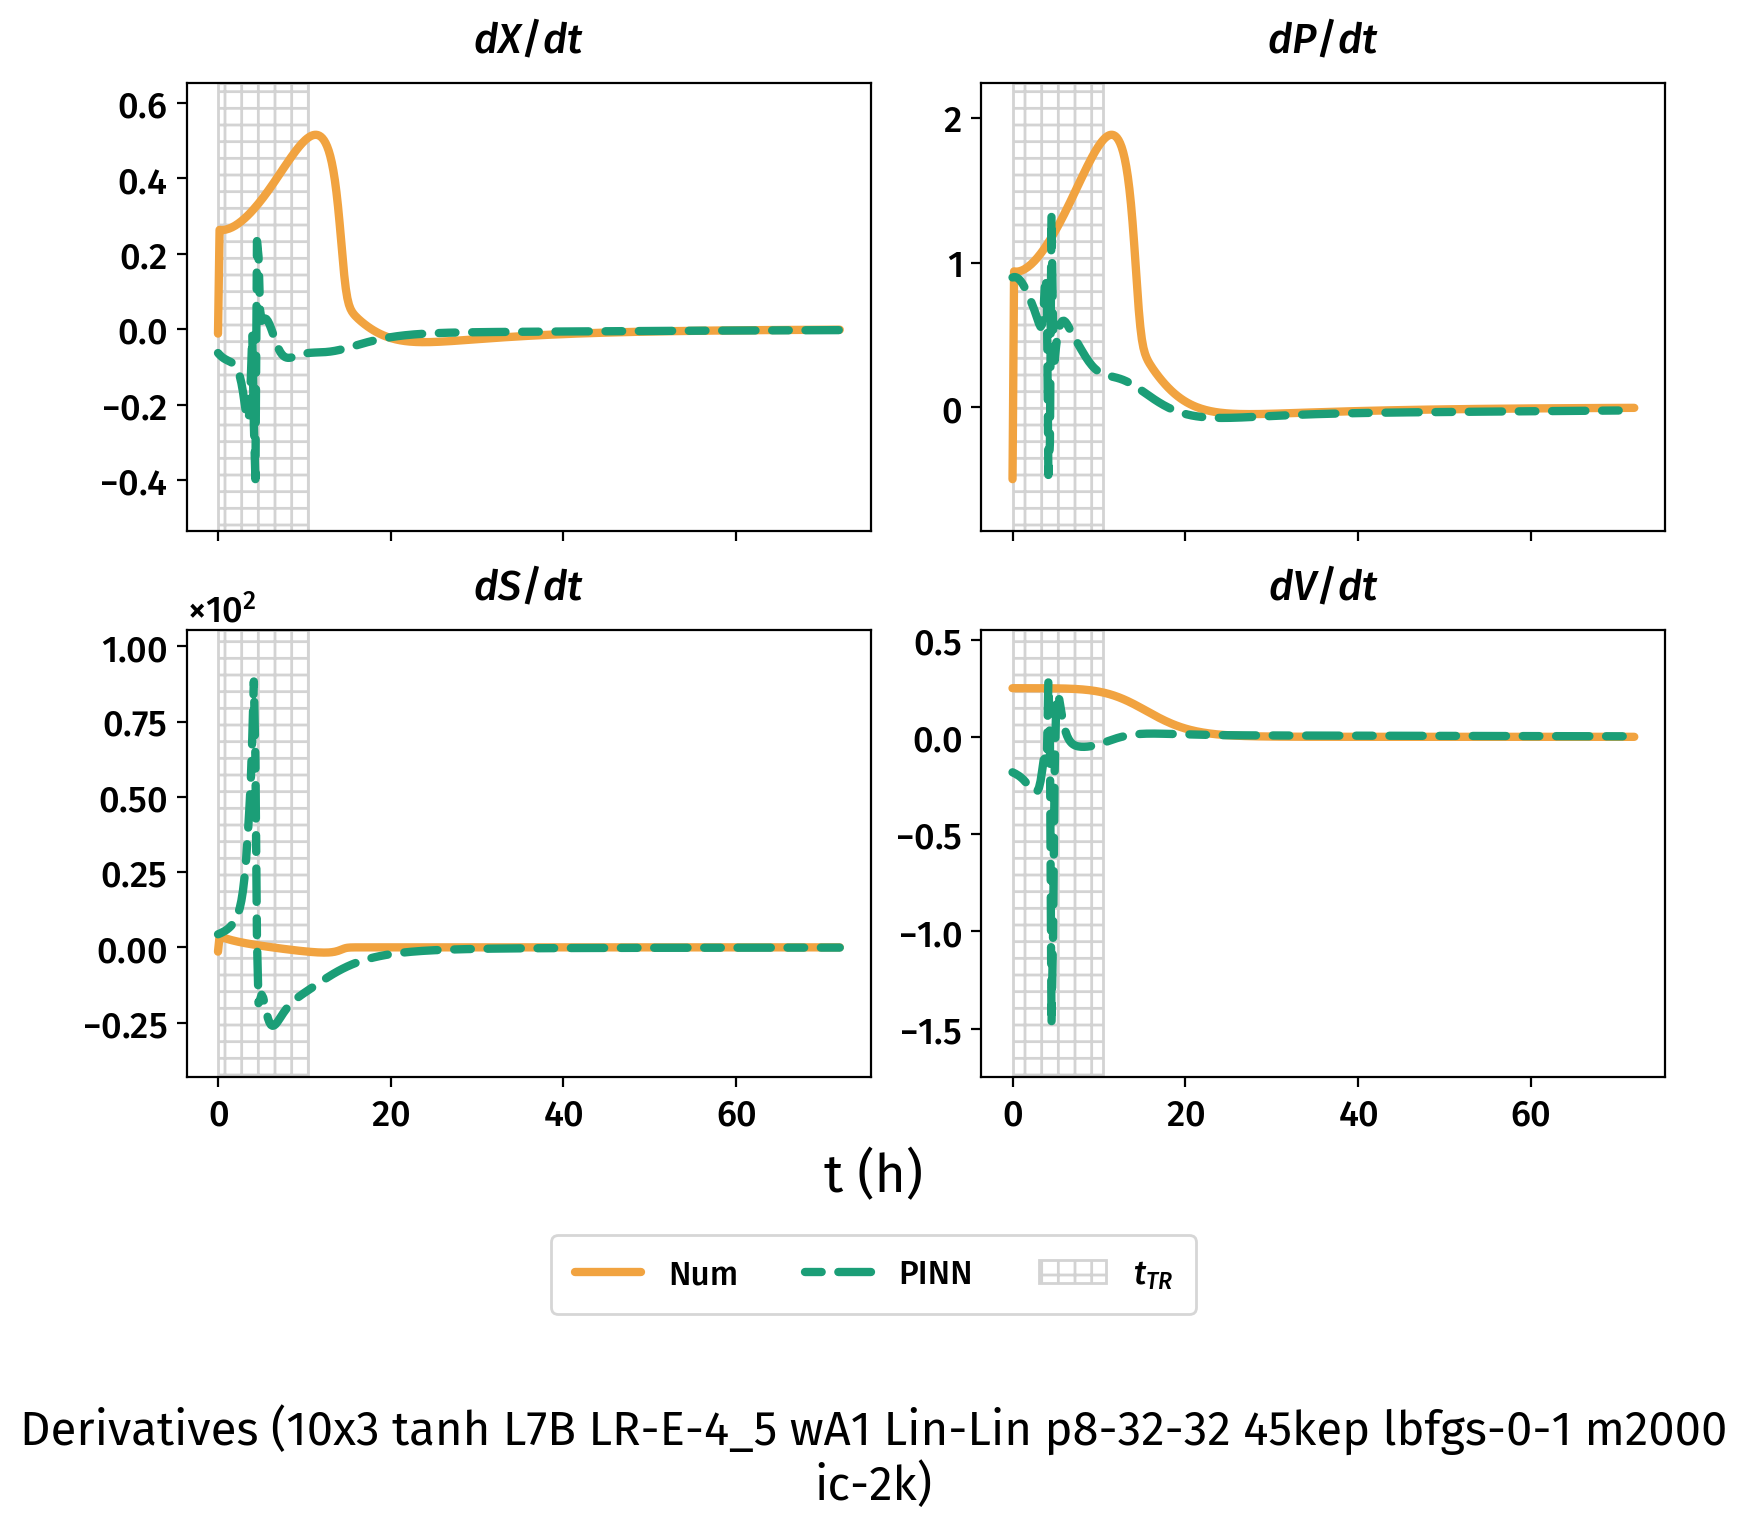 dX/dt
dP/dt
0.6
0.4
0.2
0.0
−0.2
−0.4
2
1
0
dS/dt
dV/dt
×10²
1.00
0.75
0.50
0.25
0.00
−0.25
0.5
0.0
−0.5
−1.0
−1.5
0 20 40 60
0 20 40 60
t (h)
Num PINN t_TR
Derivatives (10x3 tanh L7B LR-E-4_5 wA1 Lin-Lin p8-32-32 45kep lbfgs-0-1 m2000
ic-2k)